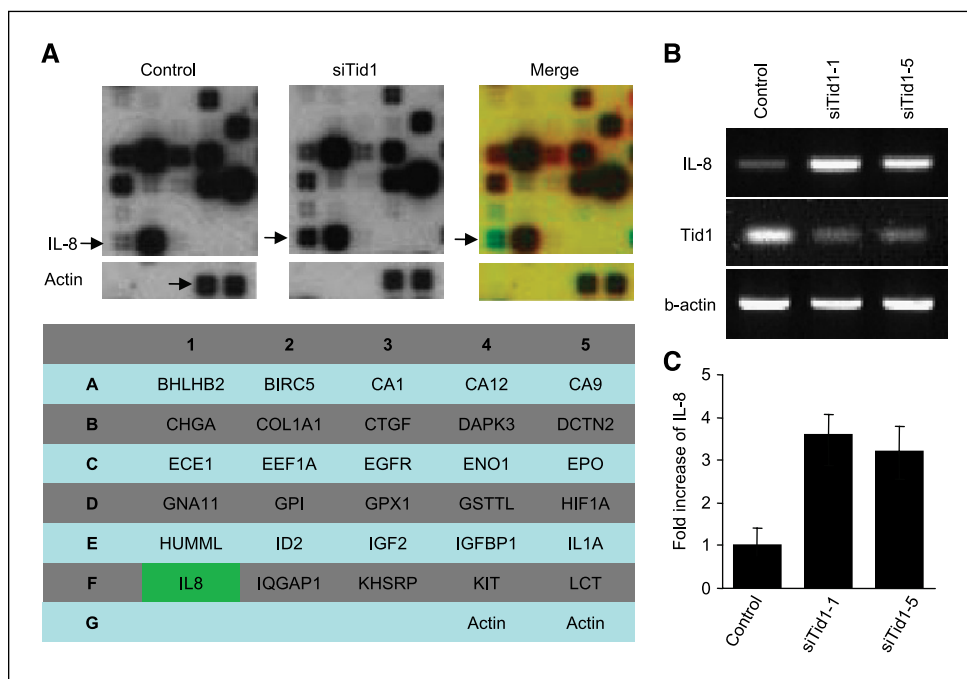 A
Control siTid1 Merge
IL-8
Actin
1 2 3 4 5
A BHLHB2 BIRC5 CA1 CA12 CA9
B CHGA COL1A1 CTGF DAPK3 DCTN2
C ECE1 EEF1A EGFR ENO1 EPO
D GNA11 GPI GPX1 GSTTL HIF1A
E HUMML ID2 IGF2 IGFBP1 IL1A
F IL8 IQGAP1 KHSRP KIT LCT
G Actin Actin
B
Control siTid1-1 siTid1-5
IL-8
Tid1
b-actin
C
Fold increase of IL-8
5
4
3
2
1
0
Control siTid1-1 siTid1-5